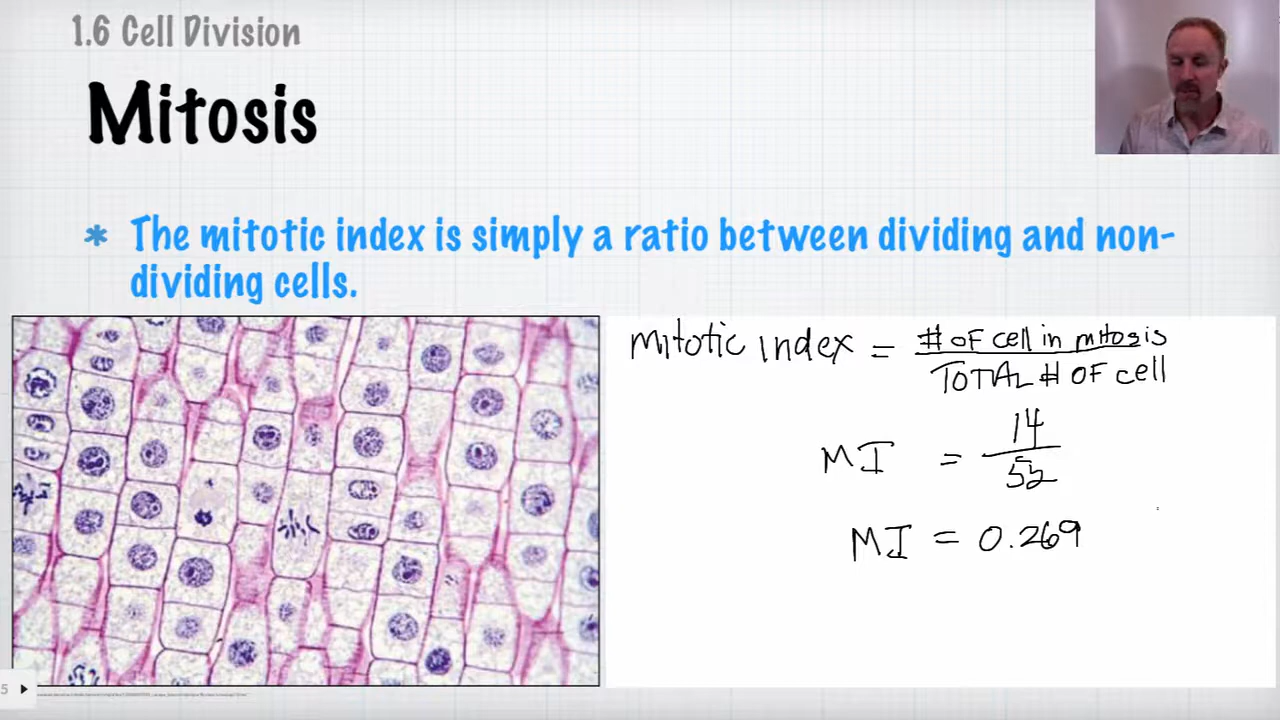 1.6 Cell Division
Mitosis
* The mitotic index is simply a ratio between dividing and non-
dividing cells.
mitotic index = # OF cell in mitosis
TOTAL # OF cell
MI = 14
52
MI = 0.269
5